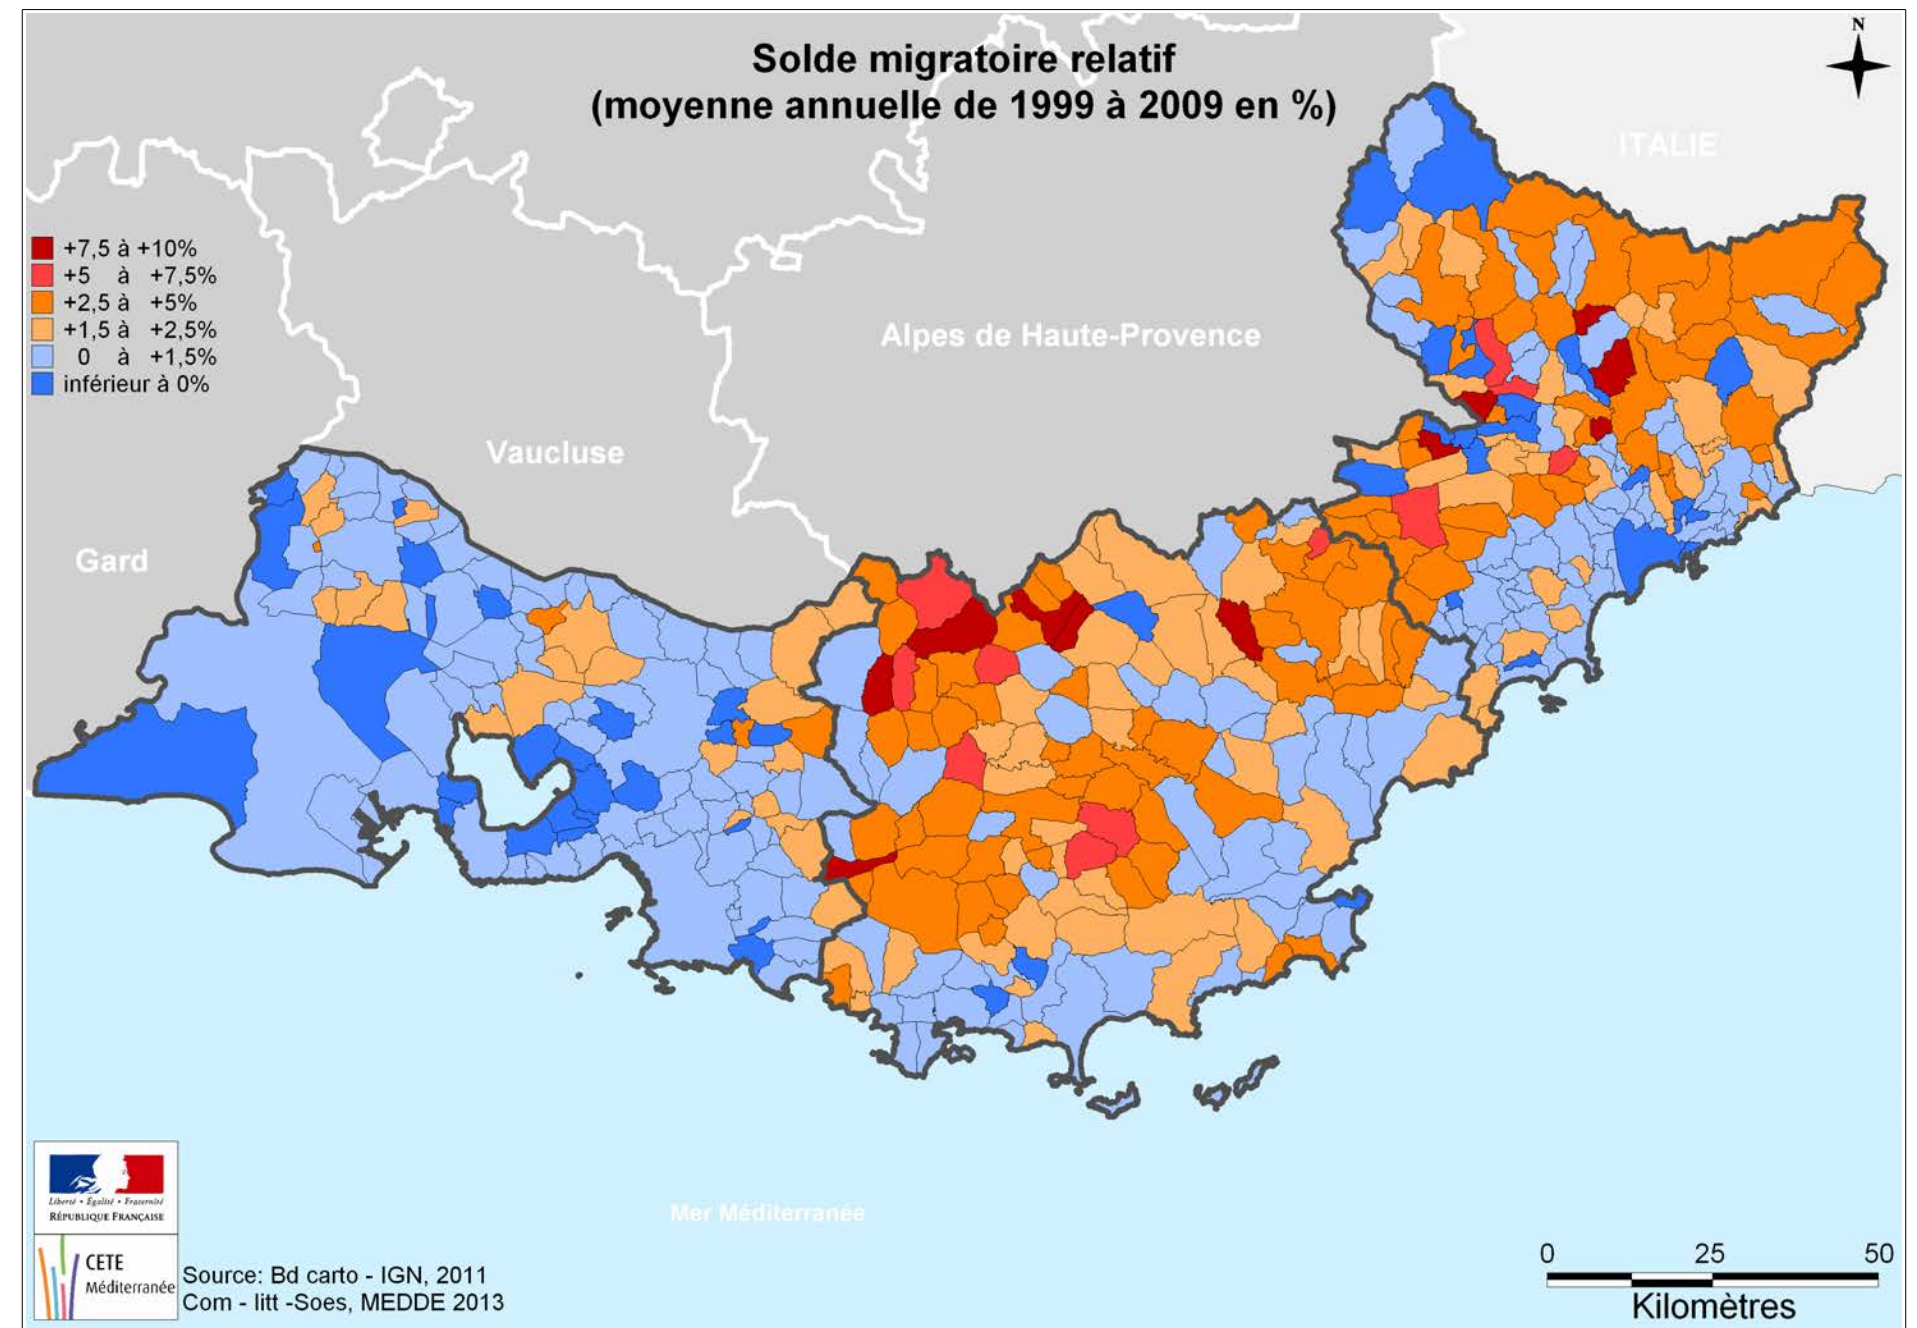 Solde migratoire relatif
(moyenne annuelle de 1999 à 2009 en %)
N
ITALIE
+7,5 à +10%
+5 à +7,5%
+2,5 à +5%
+1,5 à +2,5%
0 à +1,5%
inférieur à 0%
Alpes de Haute-Provence
Vaucluse
Gard
Mer Méditerranée
Liberté • Égalité • Fraternité
RÉPUBLIQUE FRANÇAISE
CETE
Méditerranée
Source: Bd carto - IGN, 2011
Com - litt -Soes, MEDDE 2013
0 25 50
Kilomètres